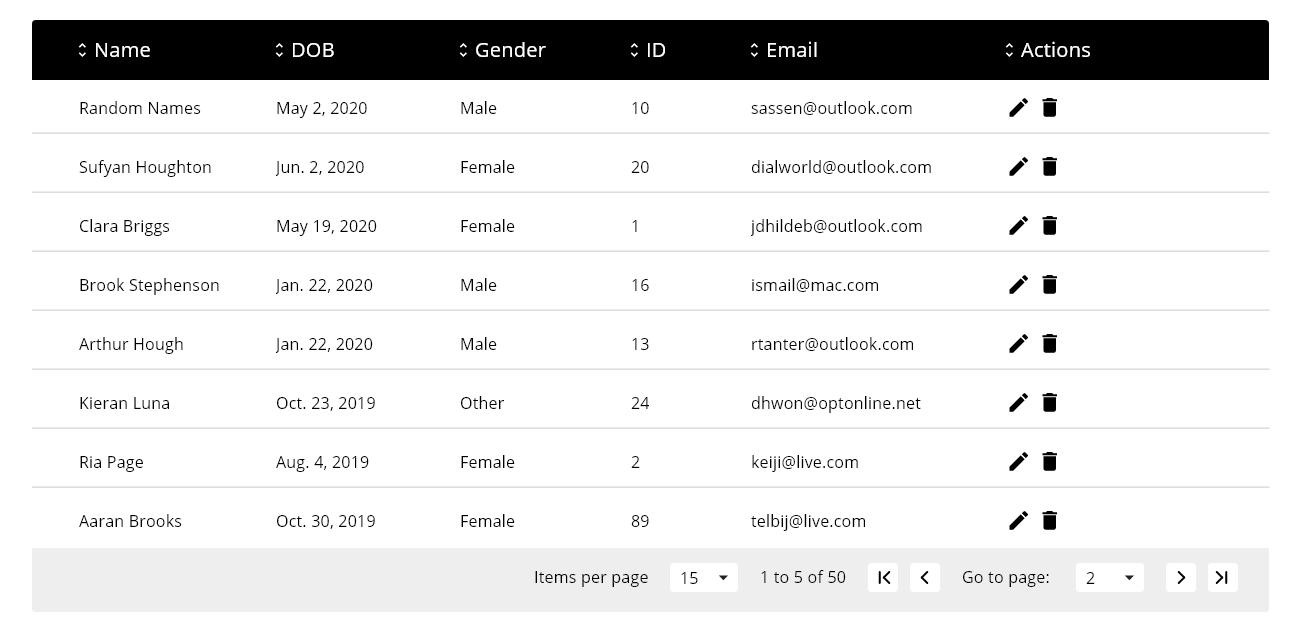 Name DOB Gender ID Email Actions
Random Names May 2, 2020 Male 10 sassen@outlook.com
Sufyan Houghton Jun. 2, 2020 Female 20 dialworld@outlook.com
Clara Briggs May 19, 2020 Female 1 jdhildeb@outlook.com
Brook Stephenson Jan. 22, 2020 Male 16 ismail@mac.com
Arthur Hough Jan. 22, 2020 Male 13 rtanter@outlook.com
Kieran Luna Oct. 23, 2019 Other 24 dhwon@optonline.net
Ria Page Aug. 4, 2019 Female 2 keiji@live.com
Aaran Brooks Oct. 30, 2019 Female 89 telbij@live.com
Items per page 15 1 to 5 of 50 Go to page: 2